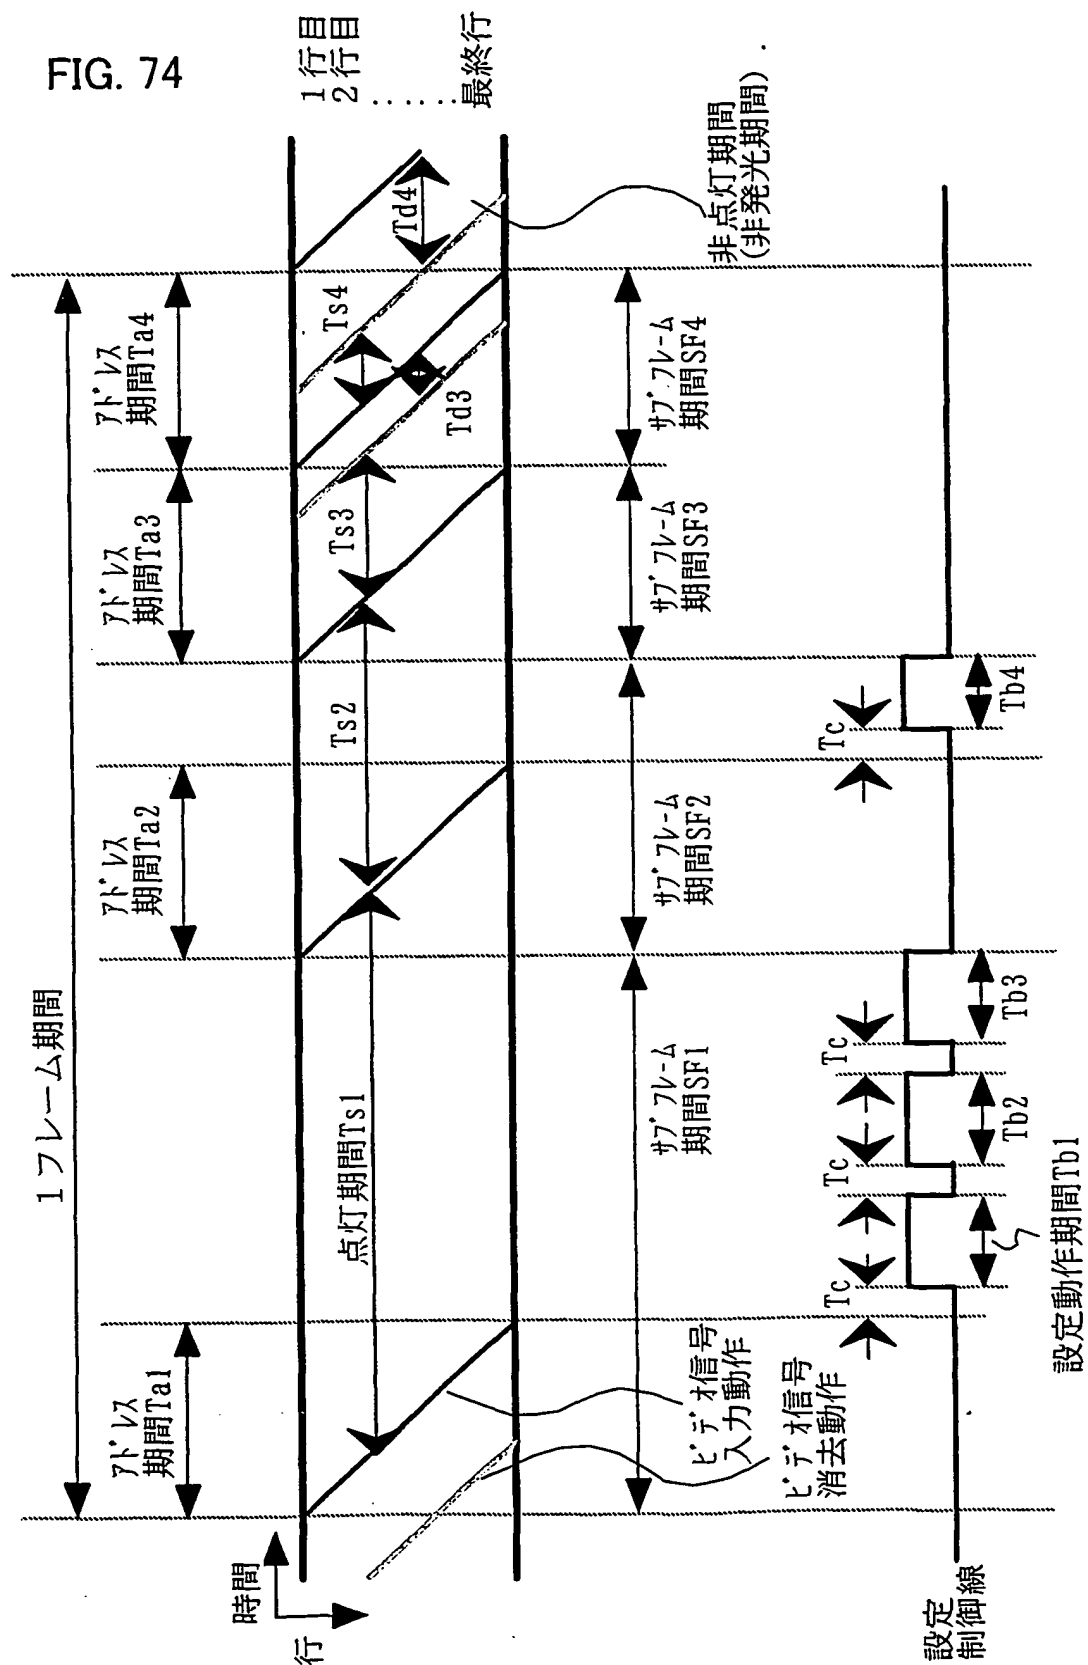 FIG. 74
1行目
2行目
......
最終行
1フレーム期間
アドレス
期間Ta1
アドレス
期間Ta2
アドレス
期間Ta3
アドレス
期間Ta4
時間
行
点灯期間Ts1
Ts2
Ts3
Ts4
Td3
Td4
非点灯期間
(非発光期間)
ビデオ信号
入力動作
ビデオ信号
消去動作
サブフレーム
期間SF1
サブフレーム
期間SF2
サブフレーム
期間SF3
サブフレーム
期間SF4
設定
制御線
Tc
Tc
Tc
Tc
設定動作期間Tb1
Tb2
Tb3
Tb4